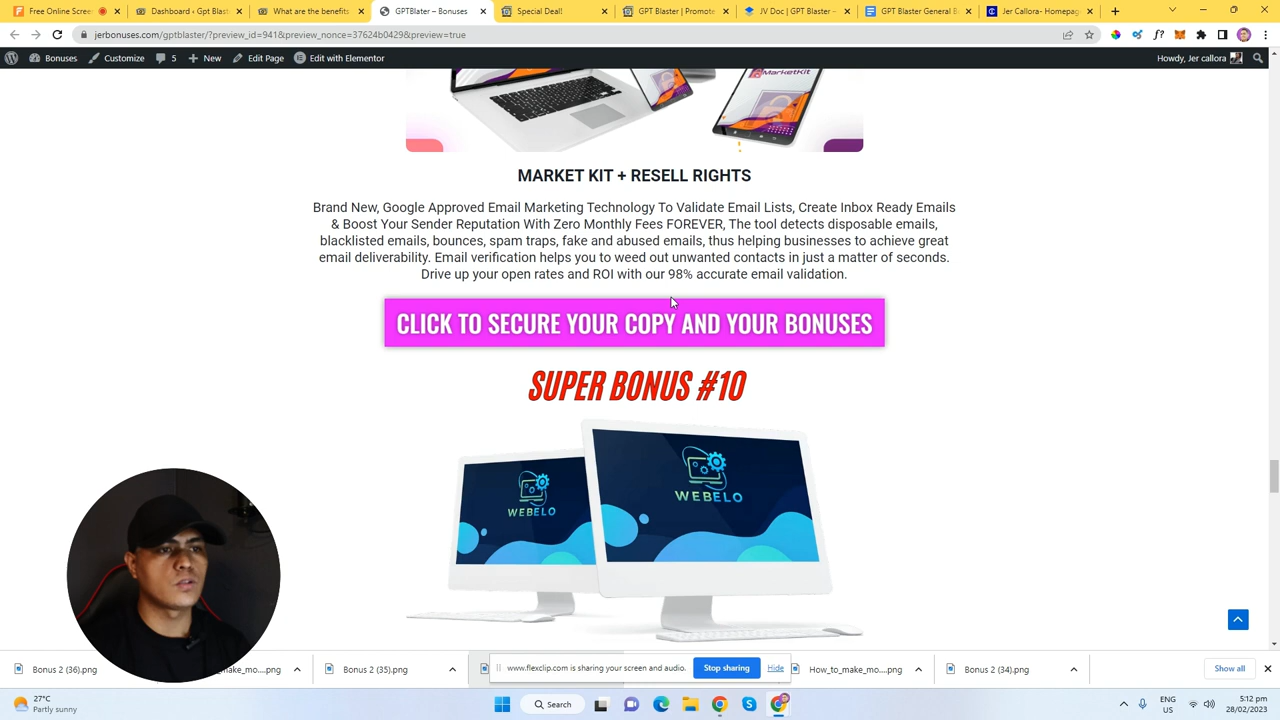 Free Online Screen
Dashboard ‹ Gpt Blast
What are the benefits
GPTBlater – Bonuses
Special Deal!
GPT Blaster | Promote
JV Doc | GPT Blaster –
GPT Blaster General B
Jer Callora - Homepag
jerbonuses.com/gptblaster/?preview_id=941&preview_nonce=37624b0429&preview=true
Bonuses
Customize
5
New
Edit Page
Edit with Elementor
Howdy, Jer callora
MarketKit
MARKET KIT + RESELL RIGHTS
Brand New, Google Approved Email Marketing Technology To Validate Email Lists, Create Inbox Ready Emails
& Boost Your Sender Reputation With Zero Monthly Fees FOREVER, The tool detects disposable emails,
blacklisted emails, bounces, spam traps, fake and abused emails, thus helping businesses to achieve great
email deliverability. Email verification helps you to weed out unwanted contacts in just a matter of seconds.
Drive up your open rates and ROI with our 98% accurate email validation.
CLICK TO SECURE YOUR COPY AND YOUR BONUSES
SUPER BONUS #10
WEBELO
WEBELO
Bonus 2 (36).png
_make_mo....png
Bonus 2 (35).png
www.flexclip.com is sharing your screen and audio.
Stop sharing
Hide
How_to_make_mo....png
Bonus 2 (34).png
Show all
27°C
Partly sunny
Search
ENG
US
5:12 pm
28/02/2023